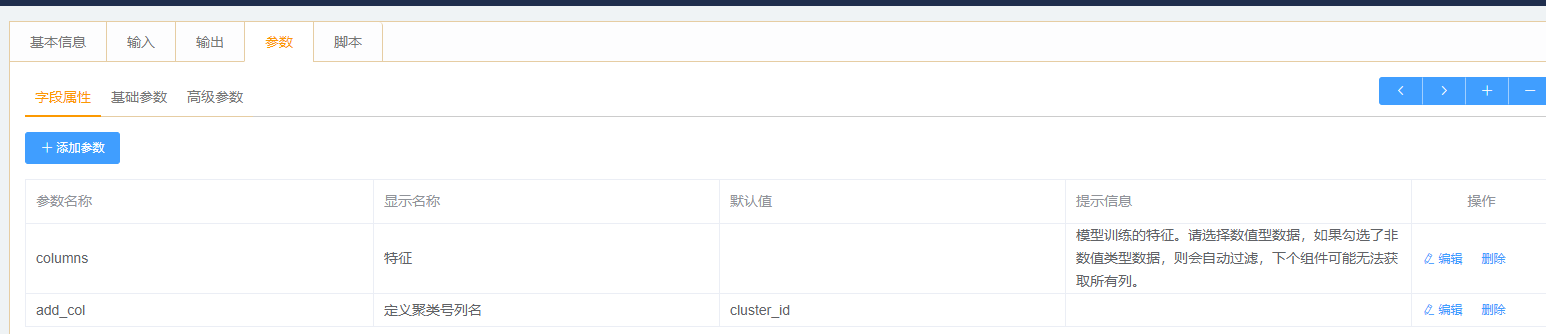 基本信息 输入 输出 参数 脚本
字段属性 基础参数 高级参数
添加参数
参数名称 显示名称 默认值 提示信息 操作
columns 特征 模型训练的特征。请选择数值型数据，如果勾选了非
数值类型数据，则会自动过滤，下个组件可能无法获
取所有列。
编辑 删除
add_col 定义聚类号列名 cluster_id 编辑 删除